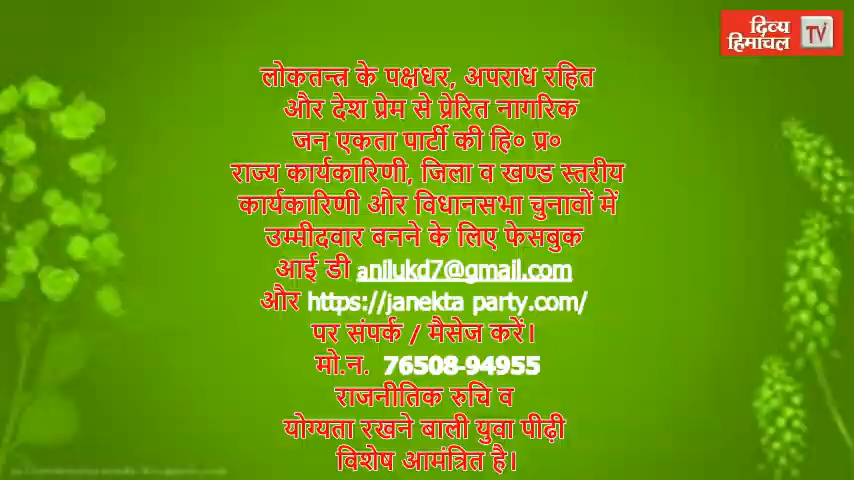 दिव्य
हिमाचल TV
लोकतन्त्र के पक्षधर, अपराध रहित
और देश प्रेम से प्रेरित नागरिक
जन एकता पार्टी की हि० प्र०
राज्य कार्यकारिणी, जिला व खण्ड स्तरीय
कार्यकारिणी और विधानसभा चुनावों में
उम्मीदवार बनने के लिए फेसबुक
आई डी anilukd7@gmail.com
और https://janekta party.com/
पर संपर्क / मैसेज करें।
मो.न. 76508-94955
राजनीतिक रुचि व
योग्यता रखने बाली युवा पीढ़ी
विशेष आमंत्रित है।